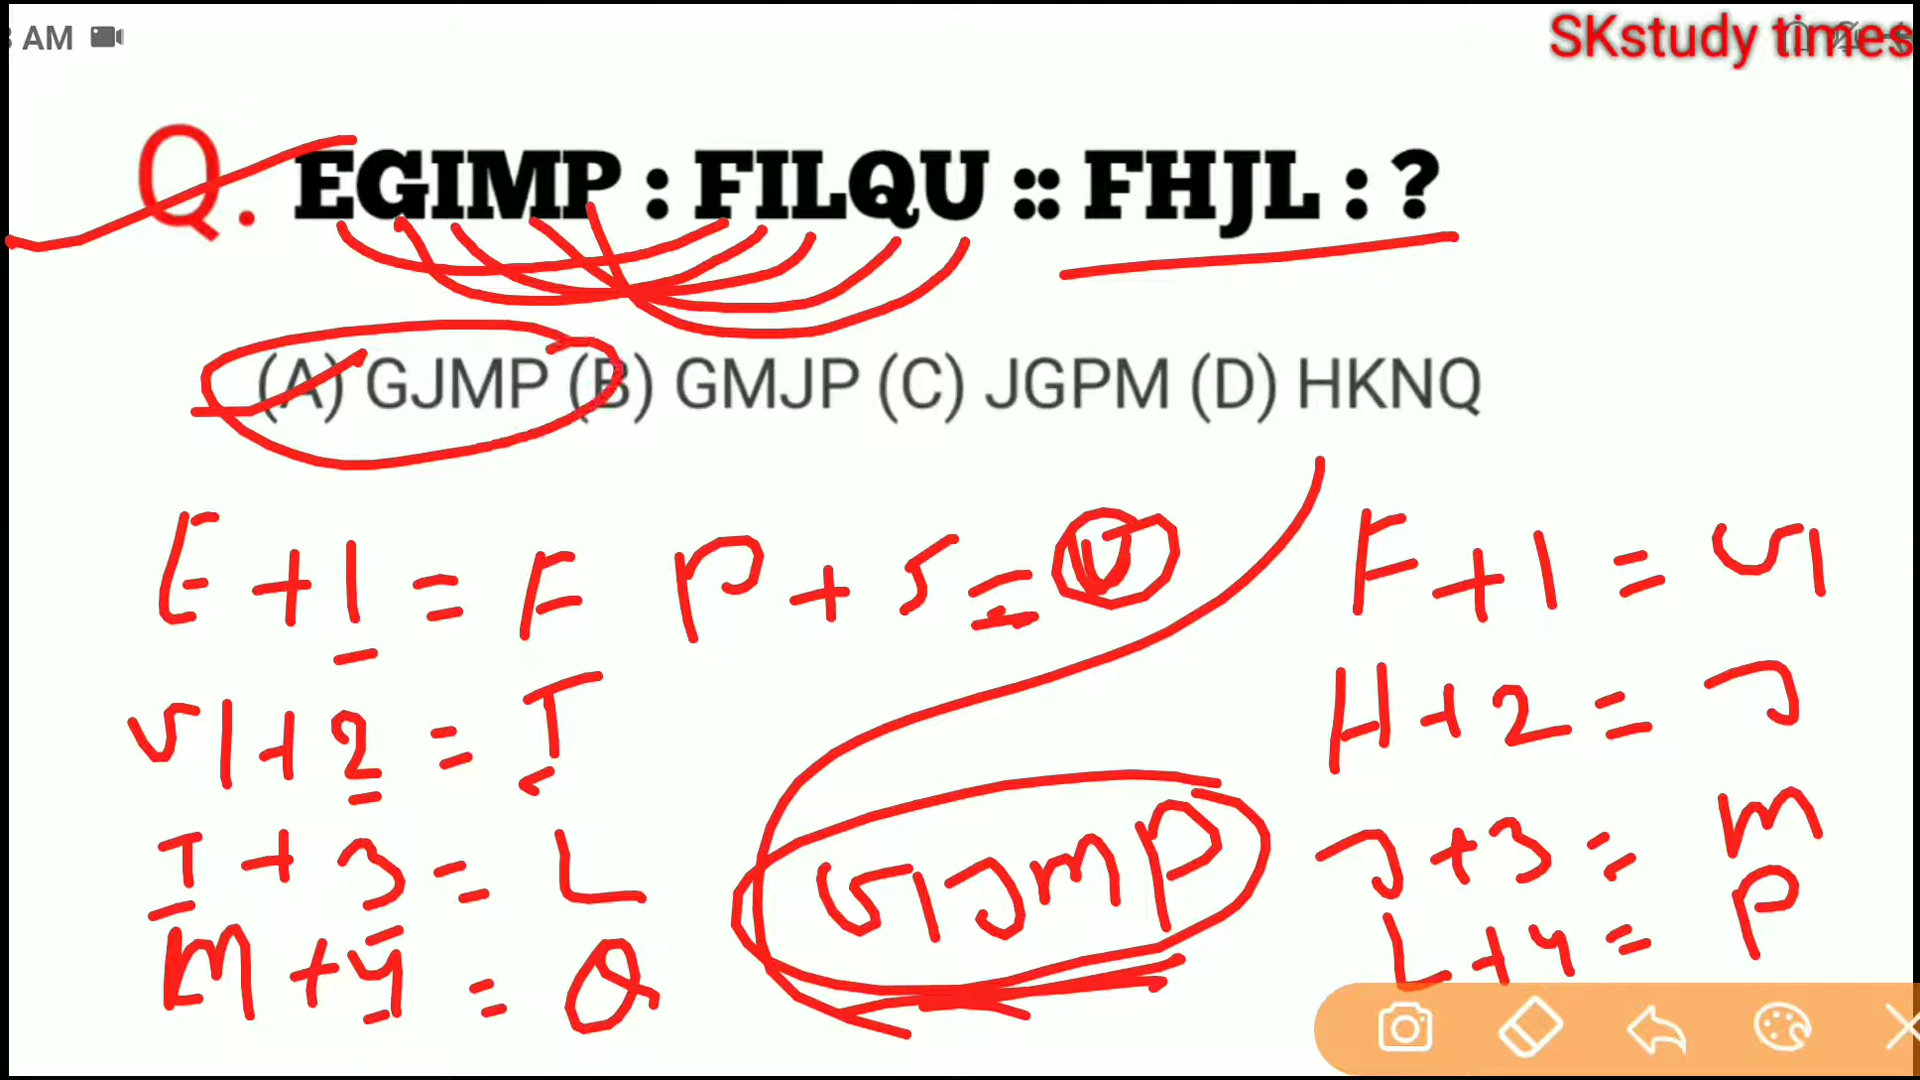 3 AM
SKstudy times
Q. EGIMP : FILQU :: FHJL : ?
(A) GJMP (B) GMJP (C) JGPM (D) HKNQ
E+1=F P+5=U F+1=G
G+2=I H+2=J
I+3=L GJMP J+3=M
M+4=Q L+4=P